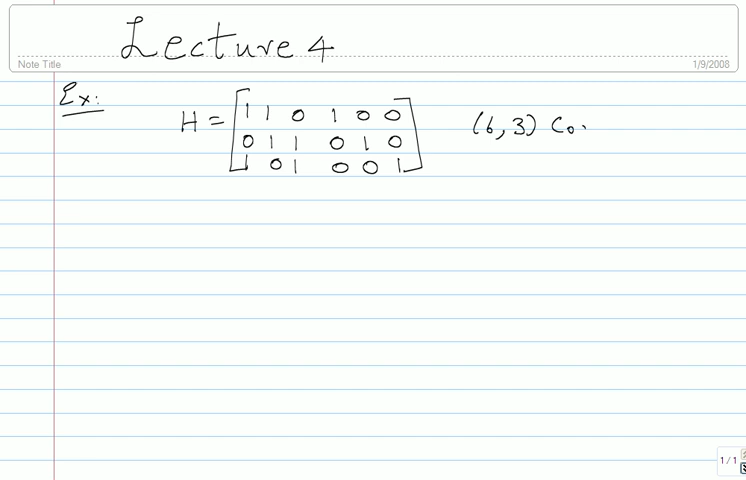 Lecture 4
Note Title 1/9/2008
Ex:
H = [1 1 0 1 0 0
0 1 1 0 1 0
1 0 1 0 0 1] (6, 3) Co
1 / 1